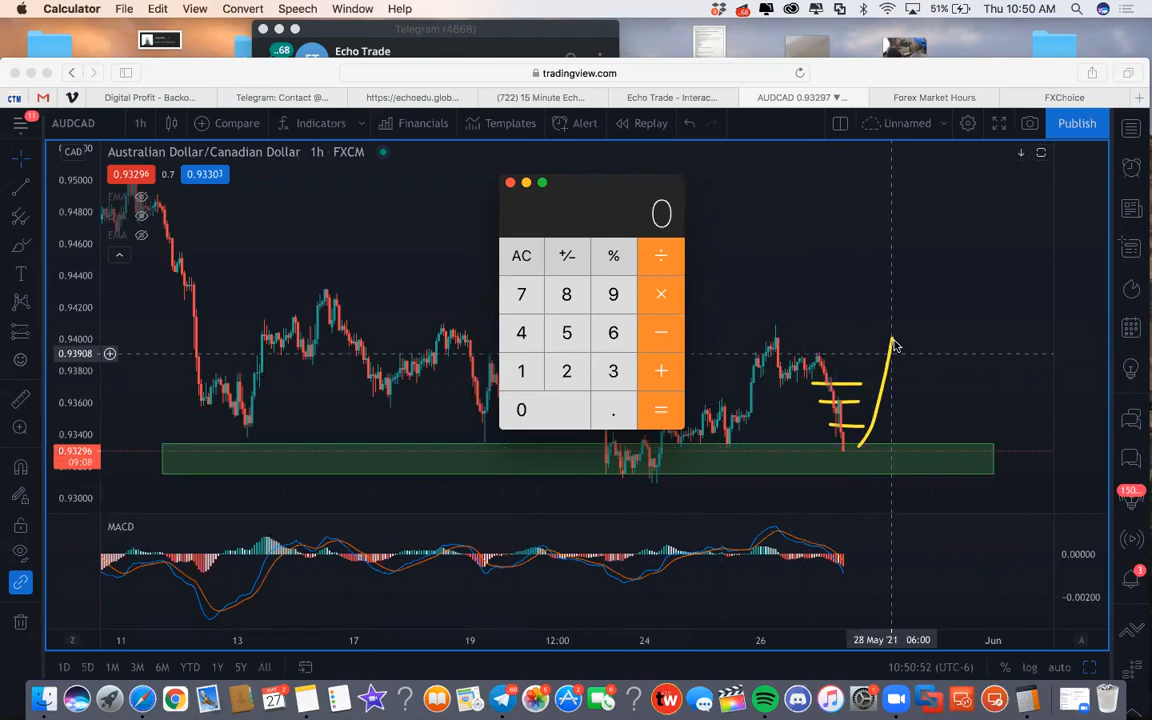 Calculator File Edit View Convert Speech Window Help
51% Thu 10:50 AM
Telegram (4668)
..68
Echo Trade
tradingview.com
CTM
Digital Profit - Backo...
Telegram: Contact @...
https://echoedu.glob...
(722) 15 Minute Ech...
Echo Trade - Interac...
AUDCAD 0.93297 ▼...
Forex Market Hours
FXChoice
11
AUDCAD 1h Compare Indicators Financials Templates Alert Replay Unnamed Publish
Australian Dollar/Canadian Dollar · 1h · FXCM
CAD
0.93296 0.7 0.93303
EMA
0.95000
0.94800
0.94400
0.94200
0.94000
0.93908
0.93800
0.93600
0.93400
0.93296
09:08
0.93000
0
AC +/− % ÷
7 8 9 ×
4 5 6 −
1 2 3 +
0 . =
MACD
0.00000
−0.00200
150...
3
Z 11 13 17 19 12:00 24 26 28 May '21 06:00 Jun A
1D 5D 1M 3M 6M YTD 1Y 5Y All 10:50:52 (UTC-6) % log auto